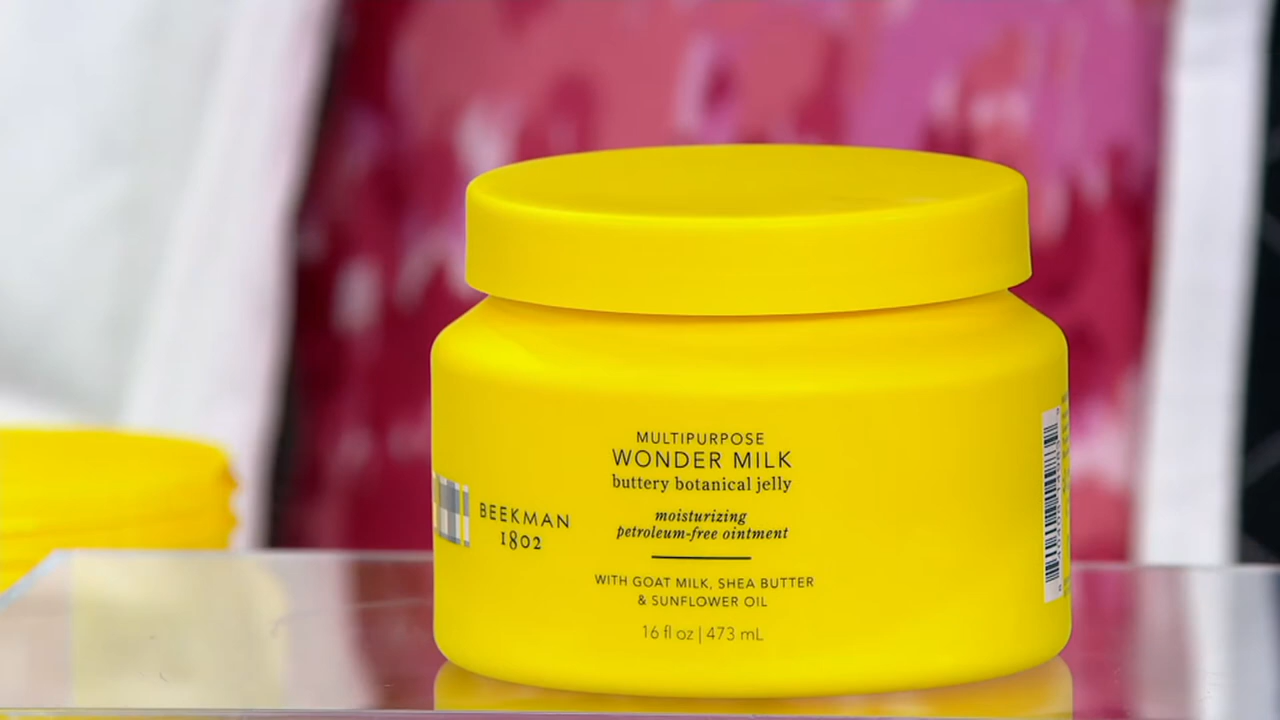 MULTIPURPOSE
WONDER MILK
buttery botanical jelly
BEEKMAN
1802
moisturizing
petroleum-free ointment
WITH GOAT MILK, SHEA BUTTER
& SUNFLOWER OIL
16 fl oz | 473 mL